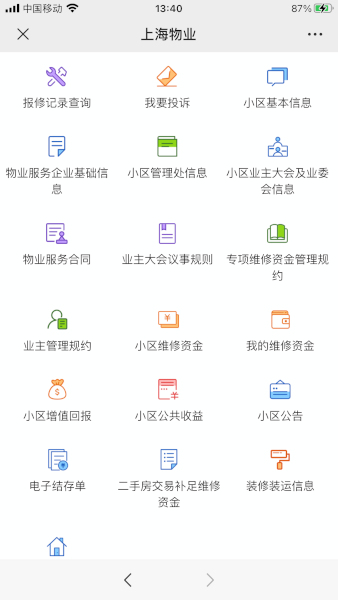 中国移动 13:40 87%
上海物业
报修记录查询 我要投诉 小区基本信息
物业服务企业基础信息 小区管理处信息 小区业主大会及业委会信息
物业服务合同 业主大会议事规则 专项维修资金管理规约
业主管理规约 小区维修资金 我的维修资金
小区增值回报 小区公共收益 小区公告
电子结存单 二手房交易补足维修资金 装修装运信息